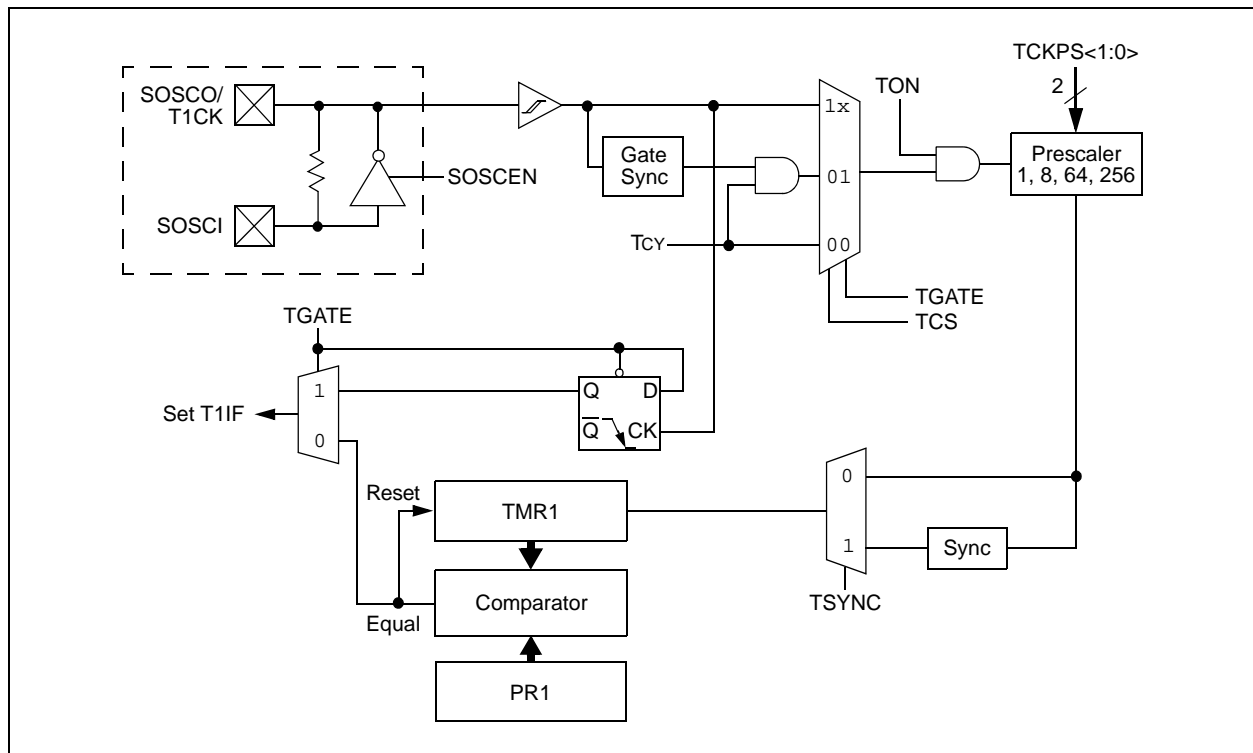 TCKPS<1:0>
2
SOSCO/
T1CK
TON
1x
Gate
Sync
Prescaler
1, 8, 64, 256
SOSCEN
01
SOSCI
TCY
00
TGATE
TCS
TGATE
1
Q
D
Set T1IF
Q
CK
0
Reset
TMR1
0
1
Sync
Comparator
TSYNC
Equal
PR1